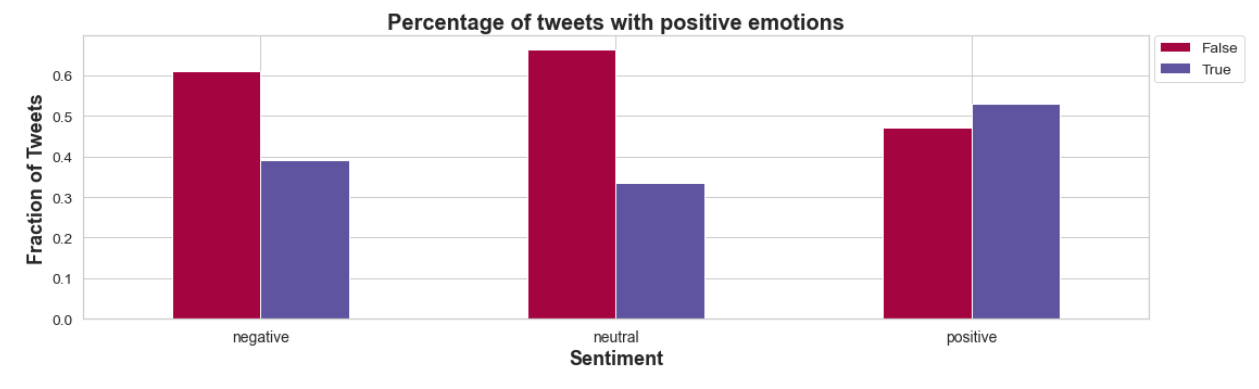 Percentage of tweets with positive emotions
False
True
Fraction of Tweets
0.6
0.5
0.4
0.3
0.2
0.1
0.0
negative neutral positive
Sentiment